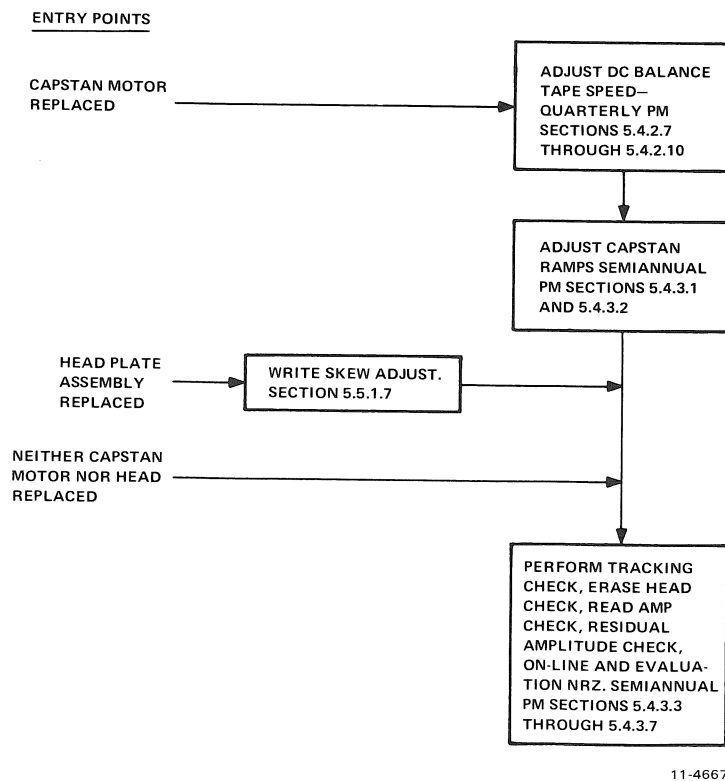 ENTRY POINTS
CAPSTAN MOTOR
REPLACED
ADJUST DC BALANCE
TAPE SPEED—
QUARTERLY PM
SECTIONS 5.4.2.7
THROUGH 5.4.2.10
ADJUST CAPSTAN
RAMPS SEMIANNUAL
PM SECTIONS 5.4.3.1
AND 5.4.3.2
HEAD PLATE
ASSEMBLY
REPLACED
WRITE SKEW ADJUST.
SECTION 5.5.1.7
NEITHER CAPSTAN
MOTOR NOR HEAD
REPLACED
PERFORM TRACKING
CHECK, ERASE HEAD
CHECK, READ AMP
CHECK, RESIDUAL
AMPLITUDE CHECK,
ON-LINE AND EVALUA-
TION NRZ. SEMIANNUAL
PM SECTIONS 5.4.3.3
THROUGH 5.4.3.7
11-4667